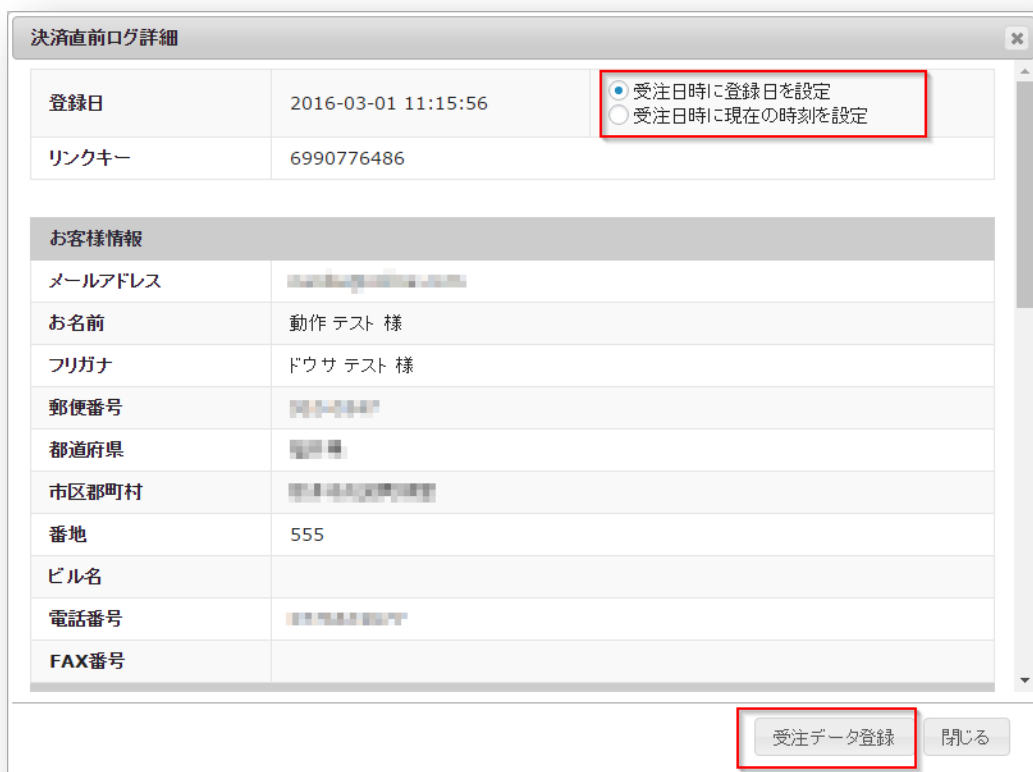 決済直前ログ詳細
登録日 2016-03-01 11:15:56 受注日時に登録日を設定
受注日時に現在の時刻を設定
リンクキー 6990776486
お客様情報
メールアドレス
お名前 動作 テスト 様
フリガナ ドウサ テスト 様
郵便番号
都道府県
市区郡町村
番地 555
ビル名
電話番号
FAX番号
受注データ登録 閉じる